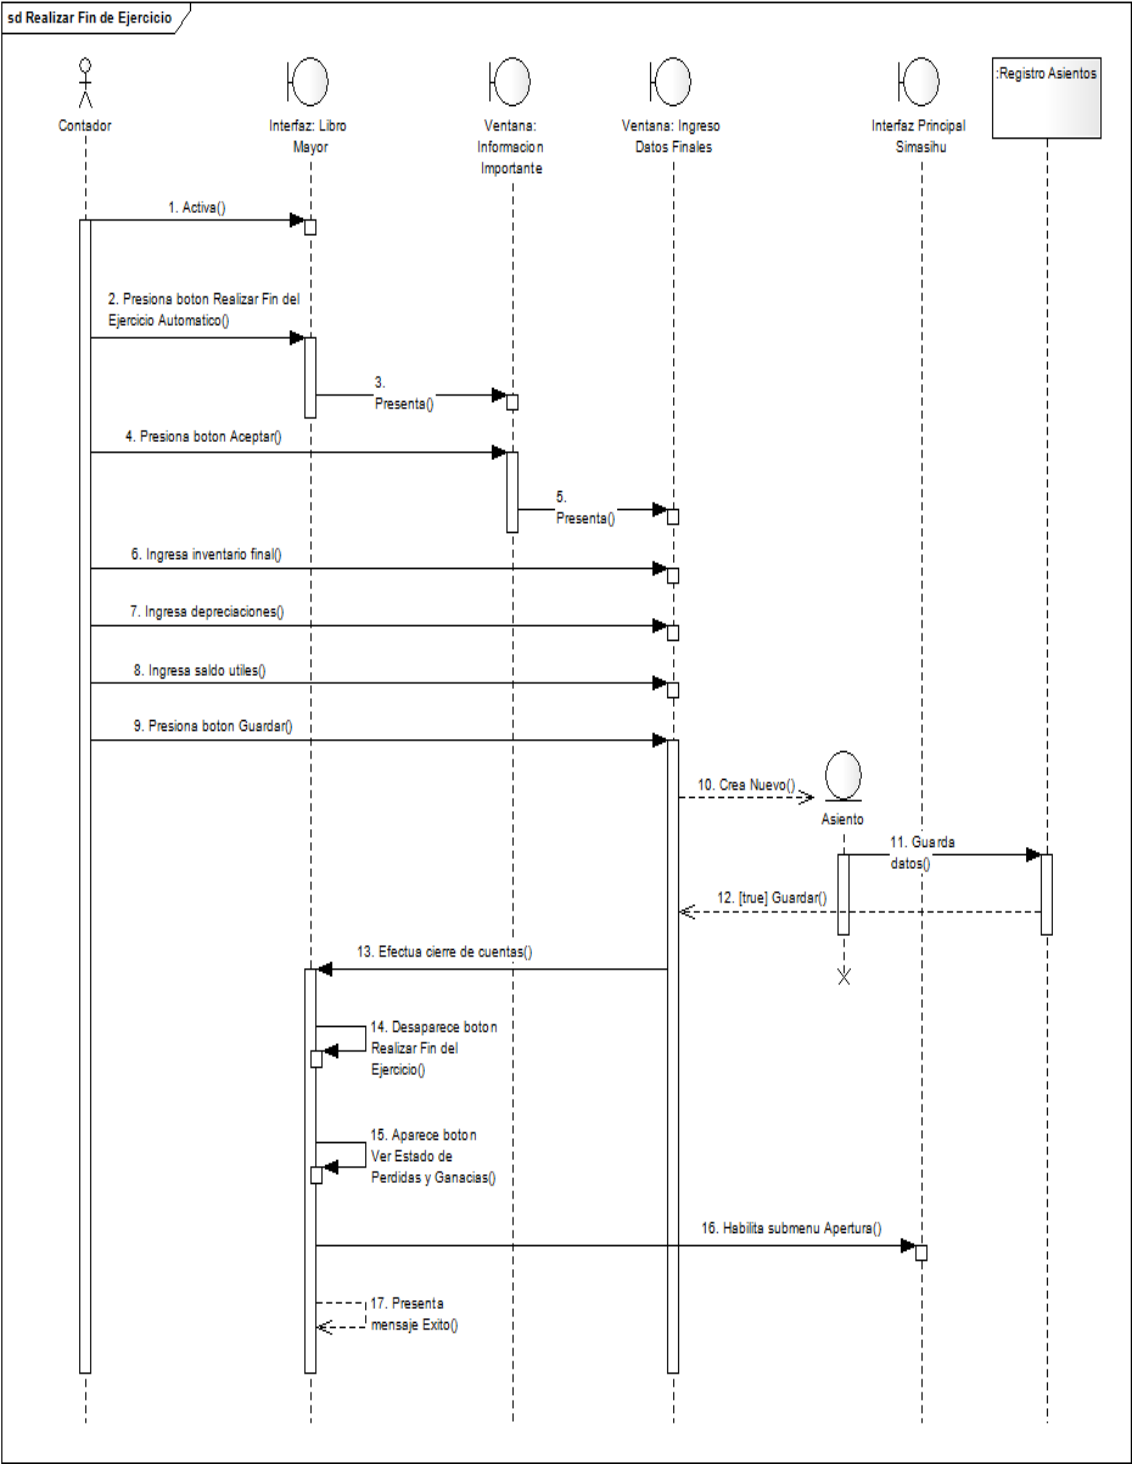 sd Realizar Fin de Ejercicio
Contador
Interfaz: Libro
Mayor
Ventana:
Informacion
Importante
Ventana: Ingreso
Datos Finales
Interfaz Principal
Simasihu
:Registro Asientos
1. Activa()
2. Presiona boton Realizar Fin del
Ejercicio Automatico()
3.
Presenta()
4. Presiona boton Aceptar()
5.
Presenta()
6. Ingresa inventario final()
7. Ingresa depreciaciones()
8. Ingresa saldo utiles()
9. Presiona boton Guardar()
10. Crea Nuevo()
Asiento
11. Guarda
datos()
12. [true] Guardar()
13. Efectua cierre de cuentas()
14. Desaparece boton
Realizar Fin del
Ejercicio()
15. Aparece boton
Ver Estado de
Perdidas y Ganacias()
16. Habilita submenu Apertura()
17. Presenta
mensaje Exito()